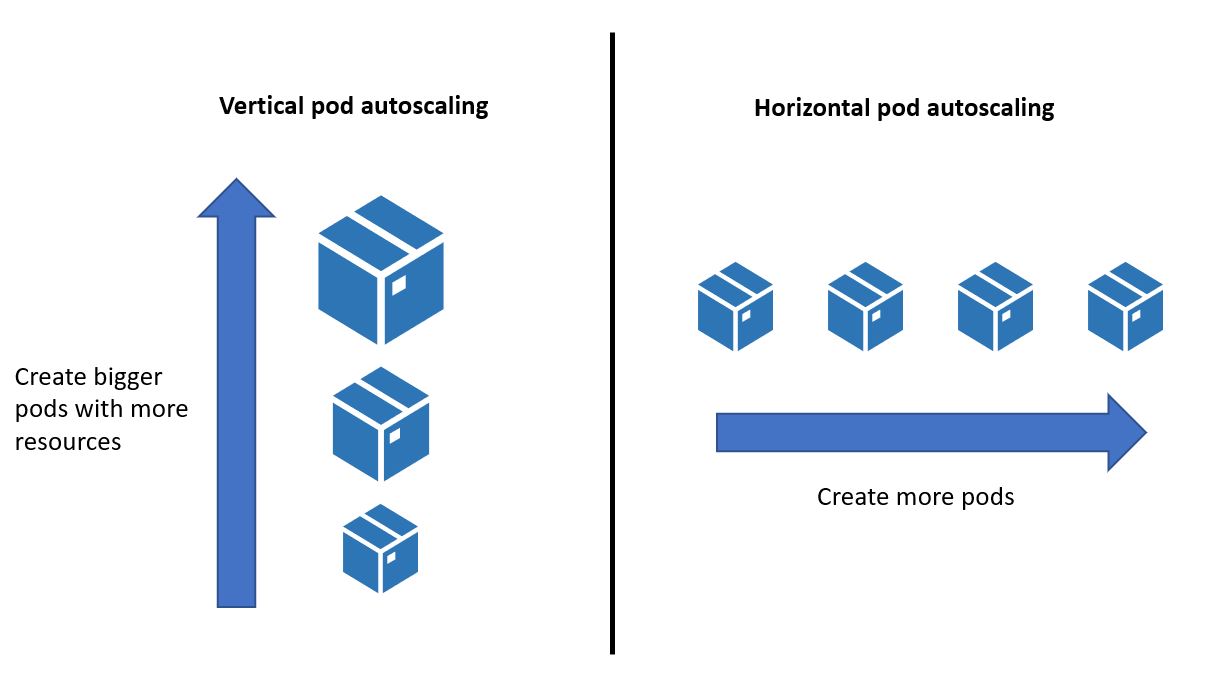 Vertical pod autoscaling
Create bigger
pods with more
resources
Horizontal pod autoscaling
Create more pods